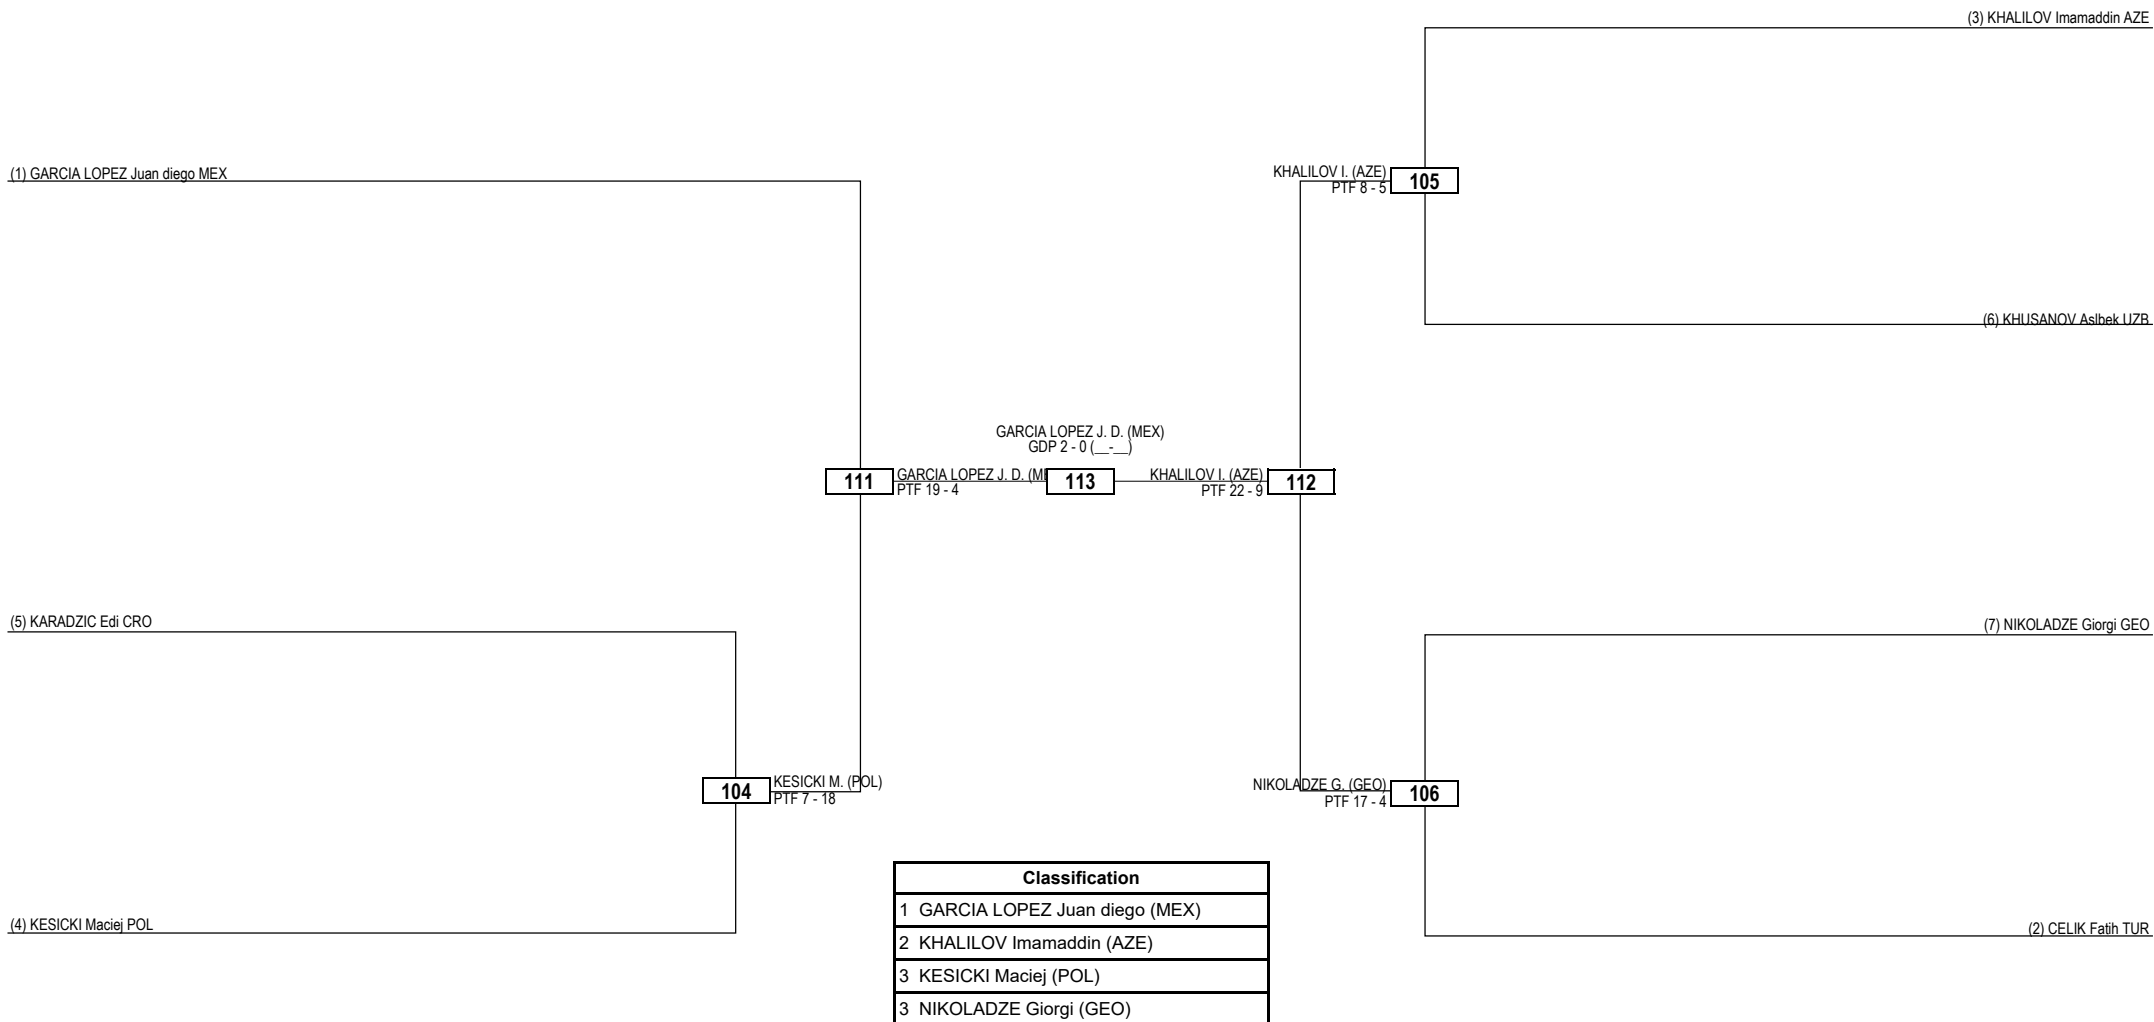 (3) KHALILOV Imamaddin AZE
(1) GARCIA LOPEZ Juan diego MEX
KHALILOV I. (AZE)
PTF 8 - 5
105
(6) KHUSANOV Aslbek UZB
GARCIA LOPEZ J. D. (MEX)
GDP 2 - 0 (__-__)
111
GARCIA LOPEZ J. D. (M
PTF 19 - 4
113
KHALILOV I. (AZE)
PTF 22 - 9
112
(5) KARADZIC Edi CRO
(7) NIKOLADZE Giorgi GEO
104
KESICKI M. (POL)
PTF 7 - 18
NIKOLADZE G. (GEO)
PTF 17 - 4
106
(4) KESICKI Maciej POL
(2) CELIK Fatih TUR
Classification
1 GARCIA LOPEZ Juan diego (MEX)
2 KHALILOV Imamaddin (AZE)
3 KESICKI Maciej (POL)
3 NIKOLADZE Giorgi (GEO)